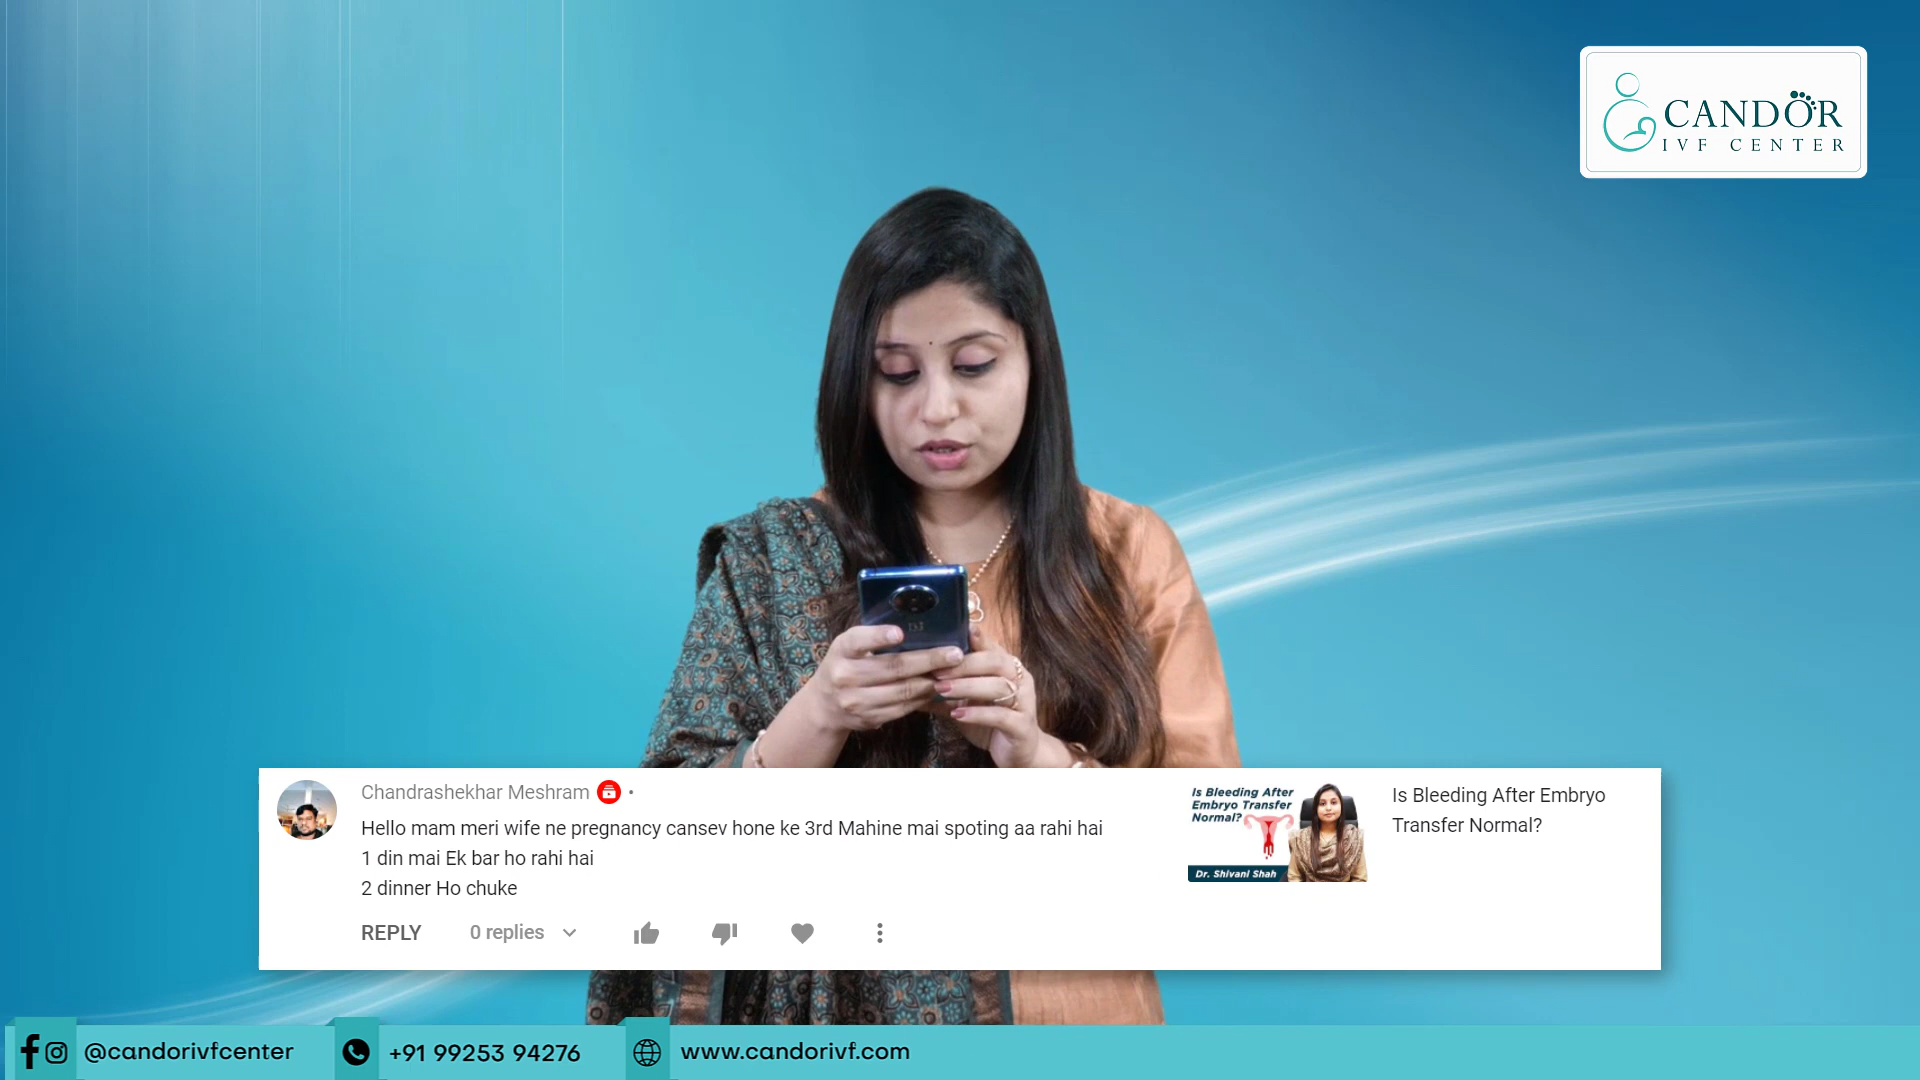 CANDOR
IVF CENTER
Chandrashekhar Meshram
Hello mam meri wife ne pregnancy cansev hone ke 3rd Mahine mai spoting aa rahi hai
1 din mai Ek bar ho rahi hai
2 dinner Ho chuke
REPLY 0 replies
Is Bleeding After
Embryo Transfer
Normal?
Dr. Shivani Shah
Is Bleeding After Embryo
Transfer Normal?
@candorivfcenter +91 99253 94276 www.candorivf.com